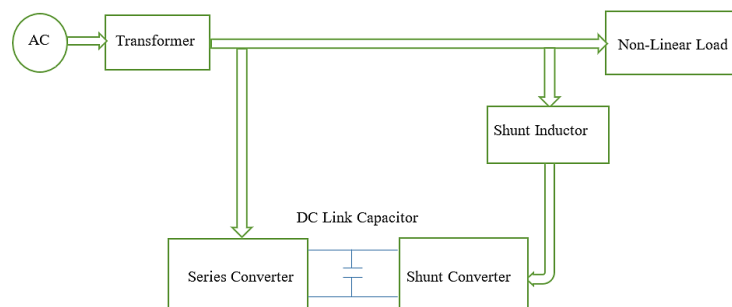 AC
Transformer
Non-Linear Load
Shunt Inductor
DC Link Capacitor
Series Converter
Shunt Converter